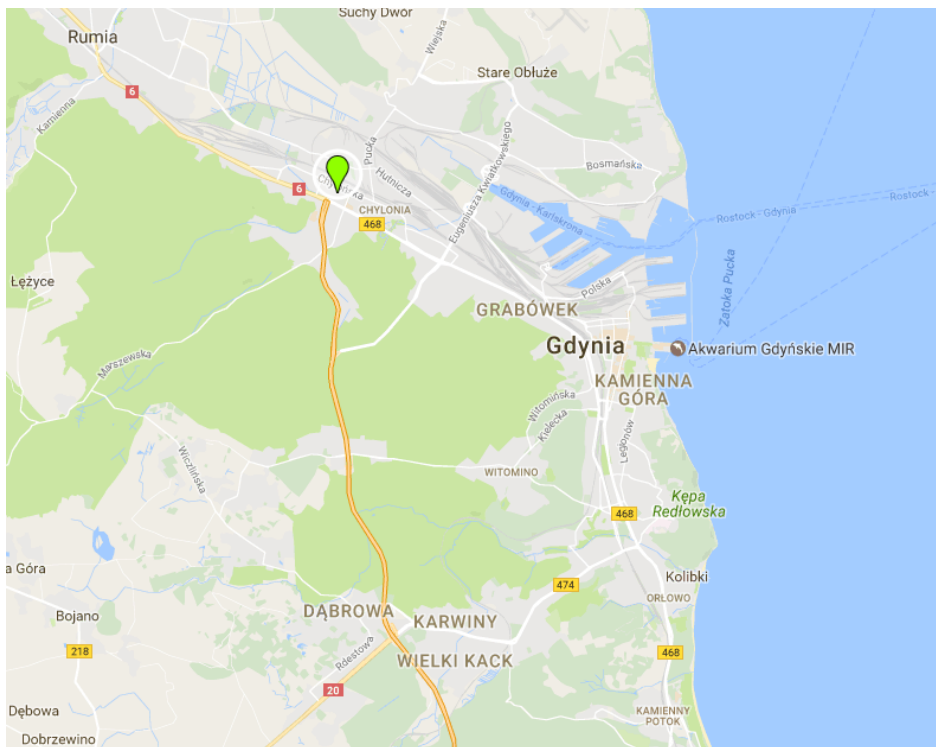 Suchy Dwór
Rumia
Wiejska
Stare Obłuże
6
Kamienna
Pucka
Eugeniusza Kwiatkowskiego
Bosmańska
Hutnicza
Chylońska
6
CHYLONIA
468
Gdynia - Karlskrona
Rostock - Gdynia
Rostock -
Zatoka Pucka
Łężyce
Polska
GRABÓWEK
Gdynia
Akwarium Gdyńskie MIR
Marszewska
KAMIENNA
GÓRA
Witomińska
Kielecka
Legionów
Wiczlińska
WITOMINO
Kępa
Redłowska
468
a Góra
474
Kolibki
ORŁOWO
Bojano
DĄBROWA
KARWINY
218
Rdestowa
WIELKI KACK
468
20
Dębowa
KAMIENNY
POTOK
Dobrzewino